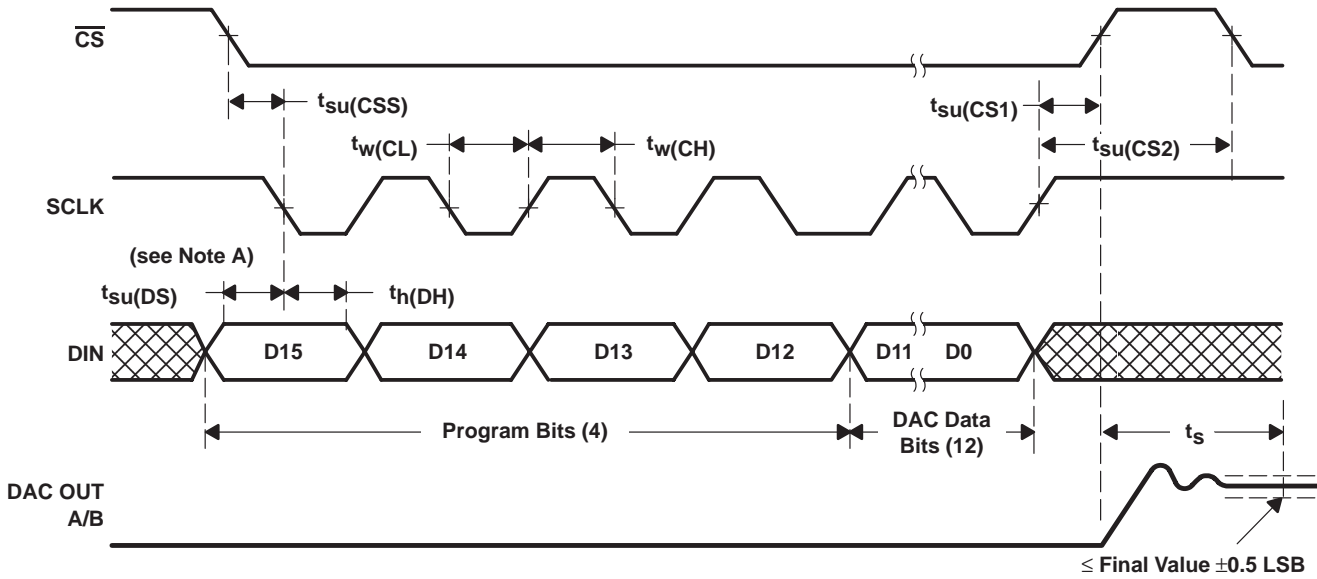 CS
tsu(CSS)
tsu(CS1)
tw(CL)
tw(CH)
tsu(CS2)
SCLK
(see Note A)
tsu(DS)
th(DH)
DIN
D15
D14
D13
D12
D11
D0
Program Bits (4)
DAC Data
Bits (12)
ts
DAC OUT
A/B
≤ Final Value ±0.5 LSB